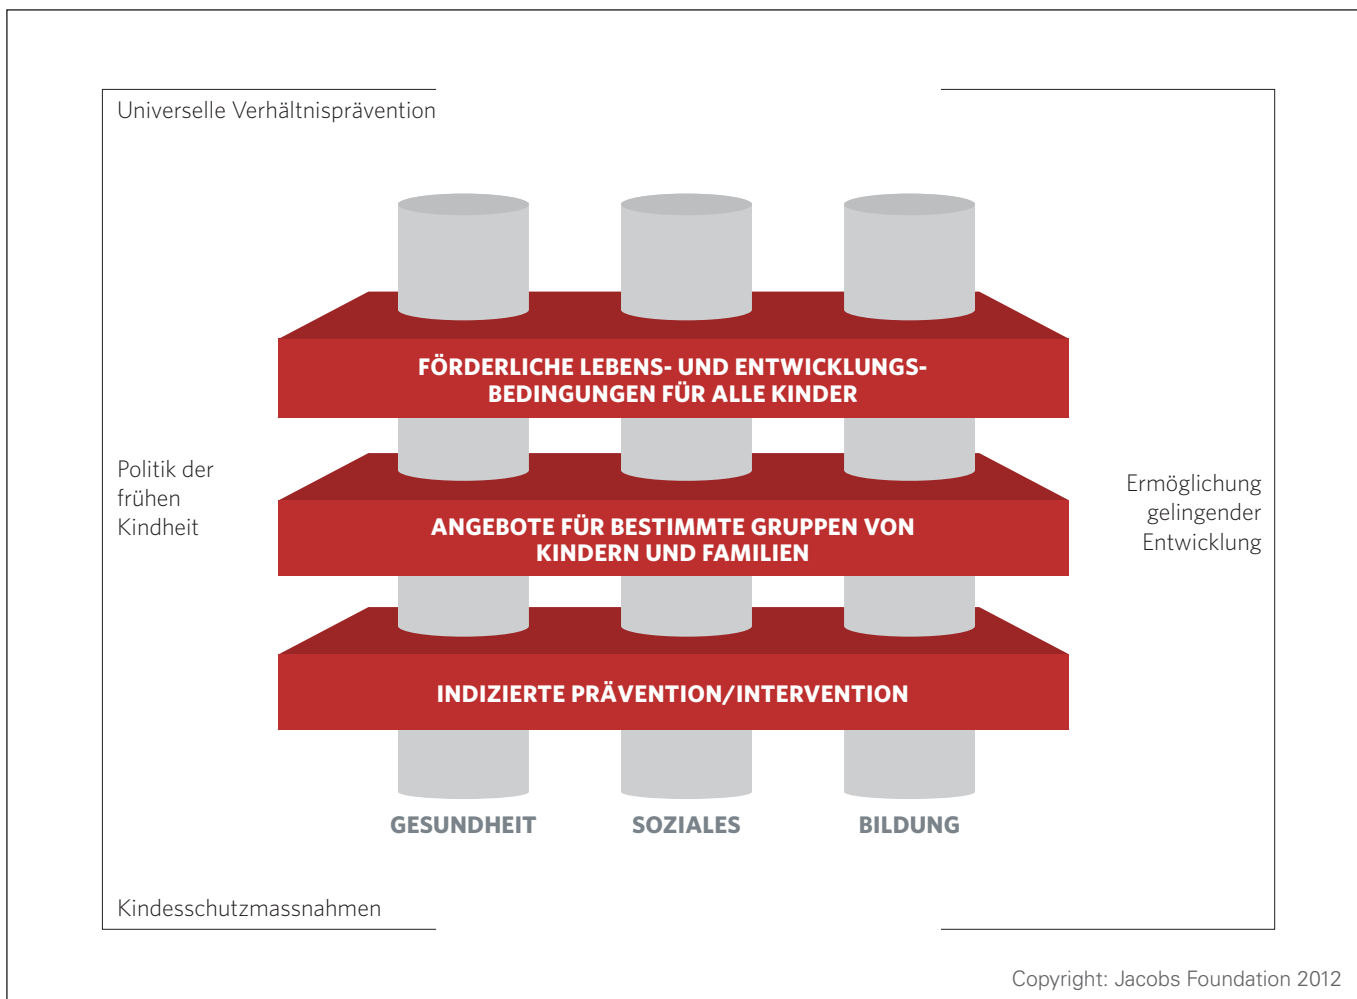 Universelle Verhältnisprävention
FÖRDERLICHE LEBENS- UND ENTWICKLUNGS-
BEDINGUNGEN FÜR ALLE KINDER
Politik der
frühen
Kindheit
ANGEBOTE FÜR BESTIMMTE GRUPPEN VON
KINDERN UND FAMILIEN
Ermöglichung
gelingender
Entwicklung
INDIZIERTE PRÄVENTION/INTERVENTION
GESUNDHEIT
SOZIALES
BILDUNG
Kindesschutzmassnahmen
Copyright: Jacobs Foundation 2012